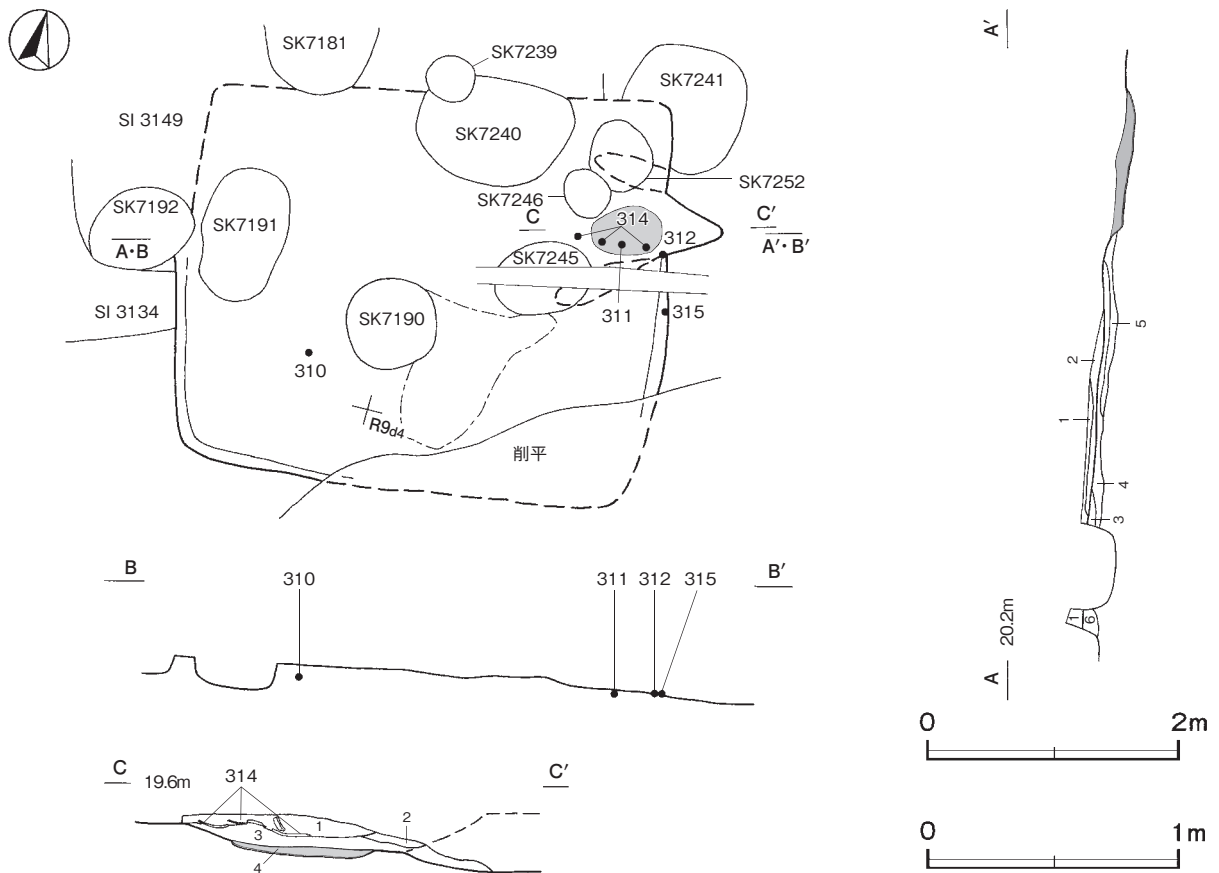 SK7181
SK7239
SK7241
SI 3149
SK7240
SK7252
SK7246
SK7192
SK7191
C
314
C′
312
A・B
A′・B′
SK7245
SI 3134
SK7190
311
315
310
R9d4
削平
B
310
311
312
315
B′
C
19.6m
314
C′
1
2
3
4
A′
5
2
1
4
3
1
6
20.2m
A
0
2m
0
1m